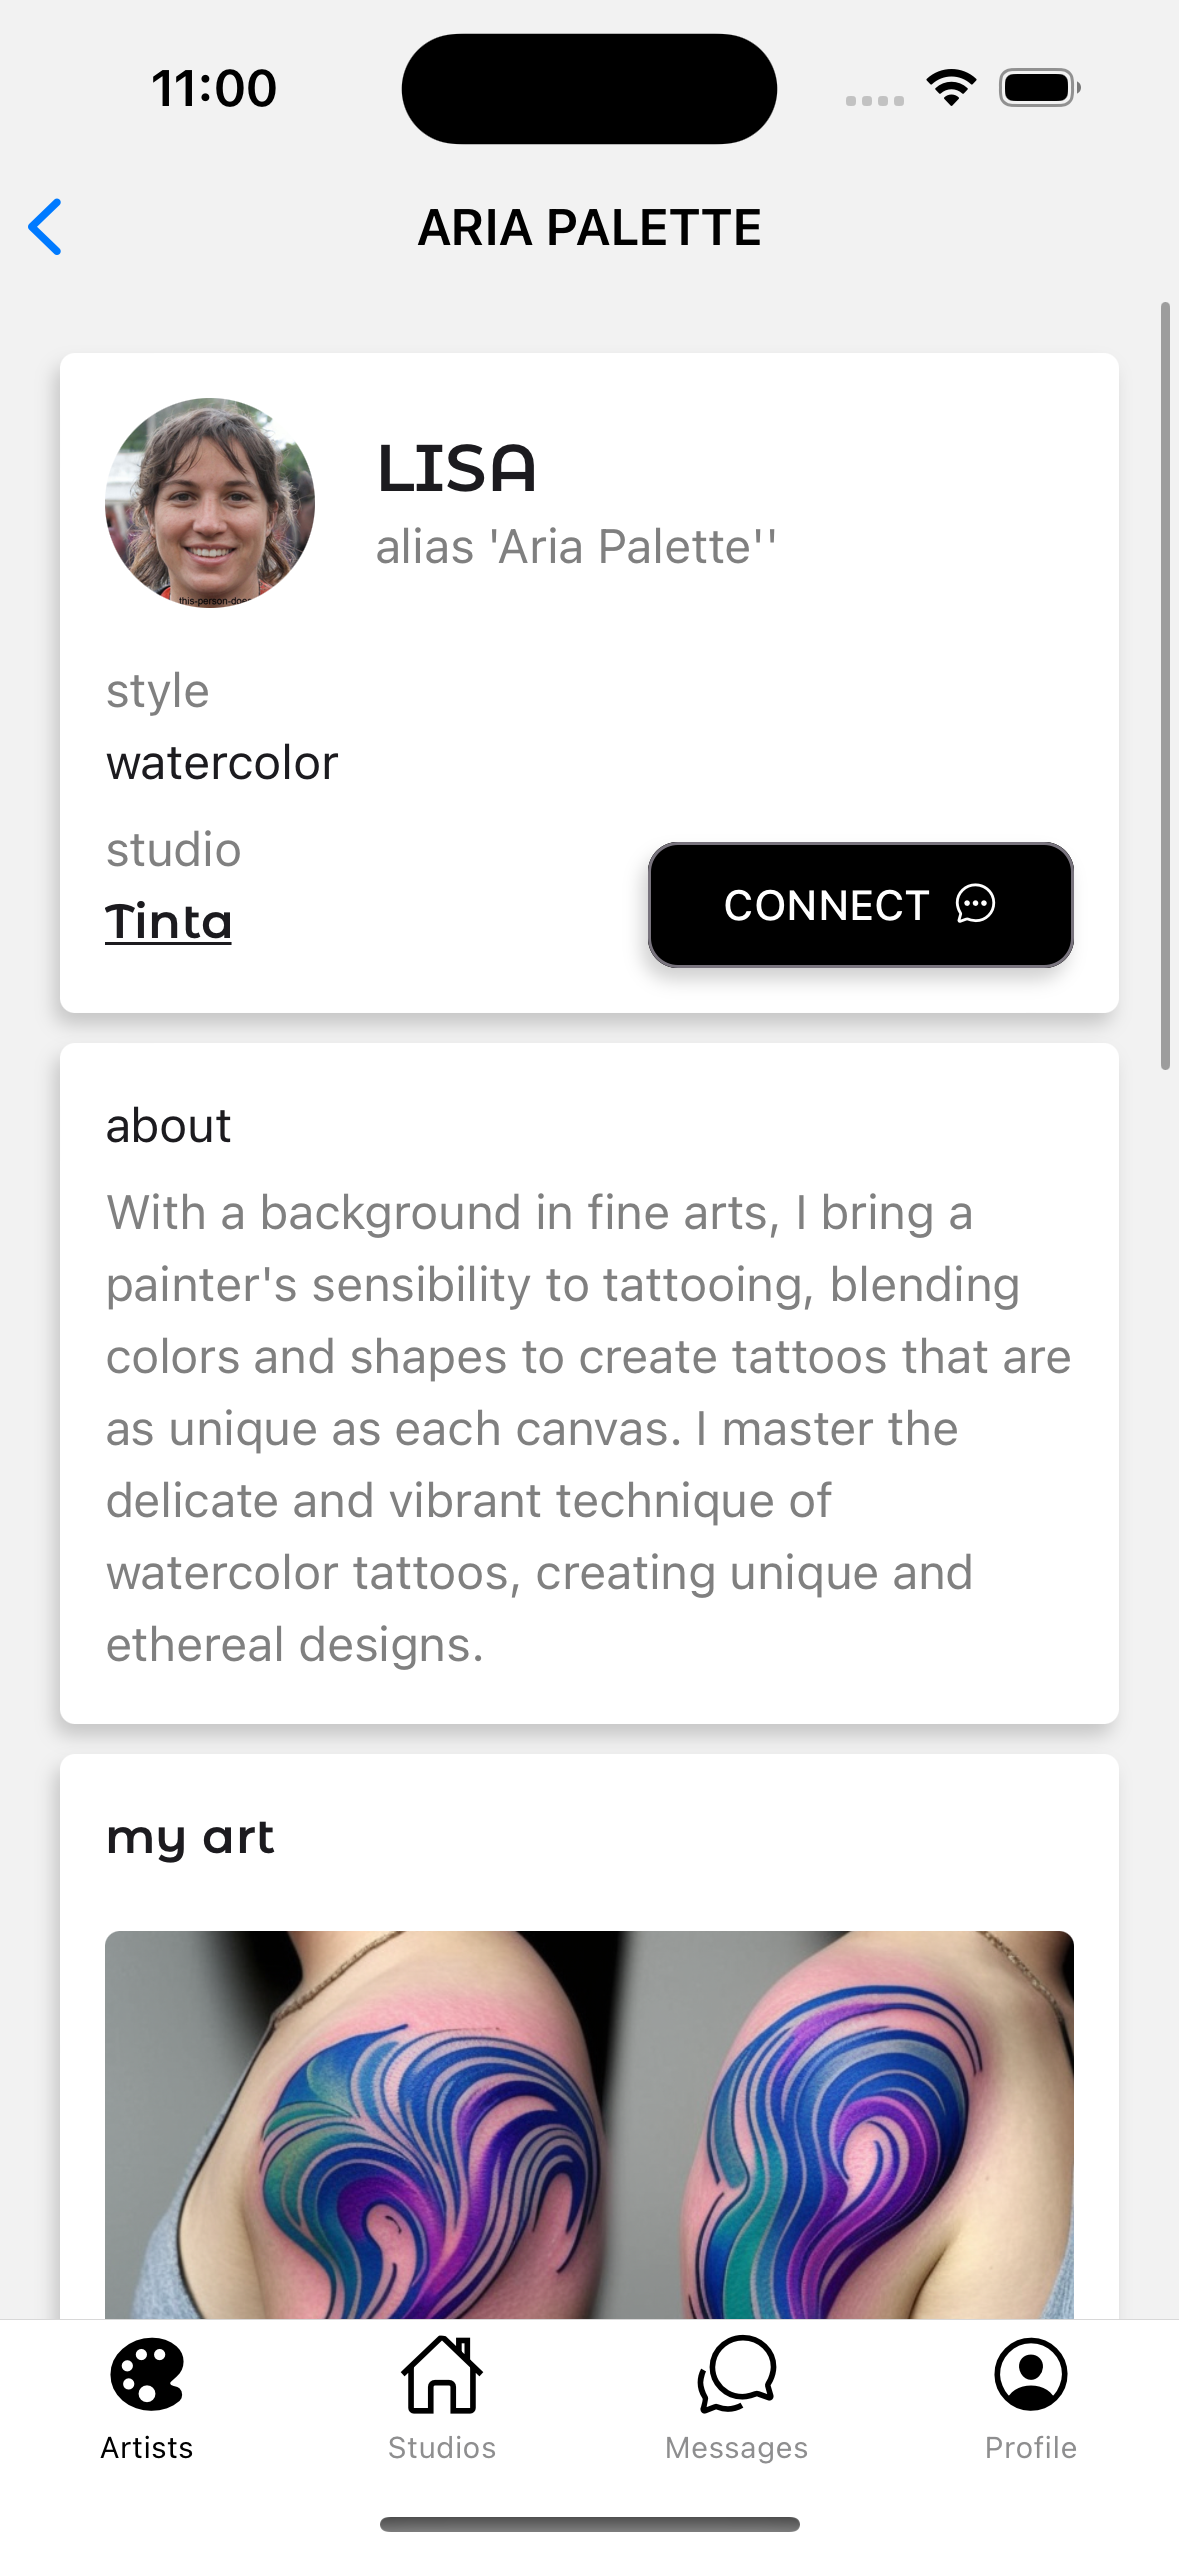 11:00
ARIA PALETTE
this-person-does
LISA
alias 'Aria Palette''
style
watercolor
studio
Tinta
CONNECT
about
With a background in fine arts, I bring a
painter's sensibility to tattooing, blending
colors and shapes to create tattoos that are
as unique as each canvas. I master the
delicate and vibrant technique of
watercolor tattoos, creating unique and
ethereal designs.
my art
Artists
Studios
Messages
Profile